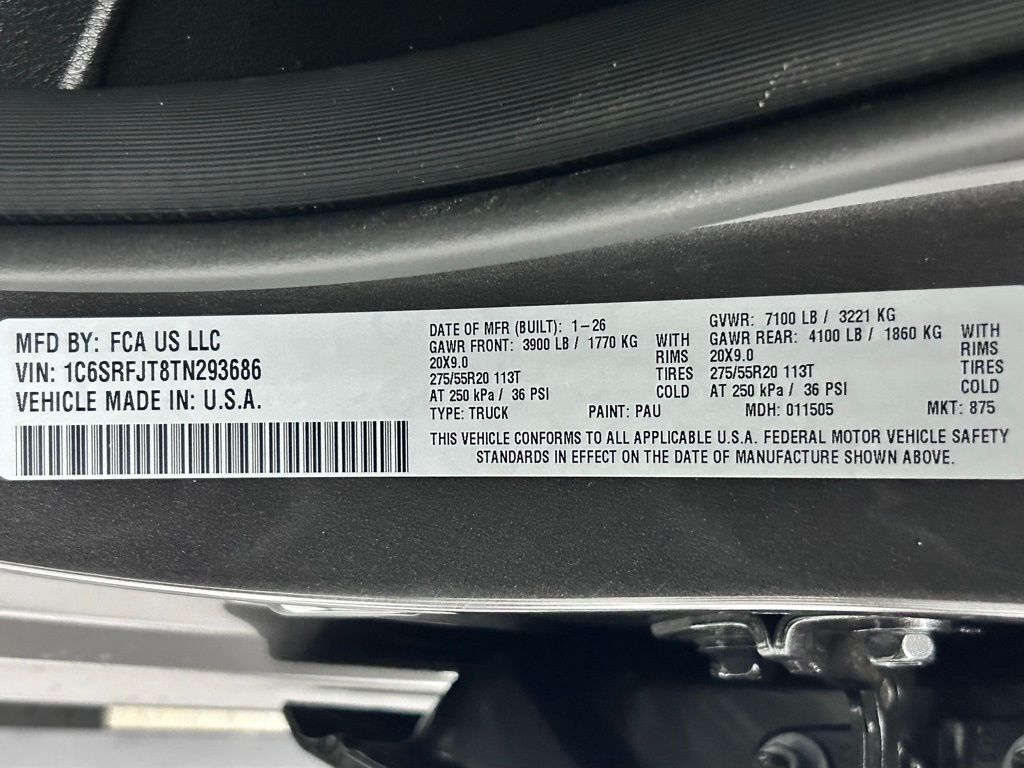 MFD BY: FCA US LLC
VIN: 1C6SRFJT8TN293686
VEHICLE MADE IN: U.S.A.
DATE OF MFR (BUILT): 1-26
GAWR FRONT: 3900 LB / 1770 KG WITH
20X9.0 RIMS
275/55R20 113T TIRES
AT 250 kPa / 36 PSI COLD
GVWR: 7100 LB / 3221 KG
GAWR REAR: 4100 LB / 1860 KG WITH
20X9.0 RIMS
275/55R20 113T TIRES
AT 250 kPa / 36 PSI COLD
TYPE: TRUCK PAINT: PAU MDH: 011505 MKT: 875
THIS VEHICLE CONFORMS TO ALL APPLICABLE U.S.A. FEDERAL MOTOR VEHICLE SAFETY
STANDARDS IN EFFECT ON THE DATE OF MANUFACTURE SHOWN ABOVE.